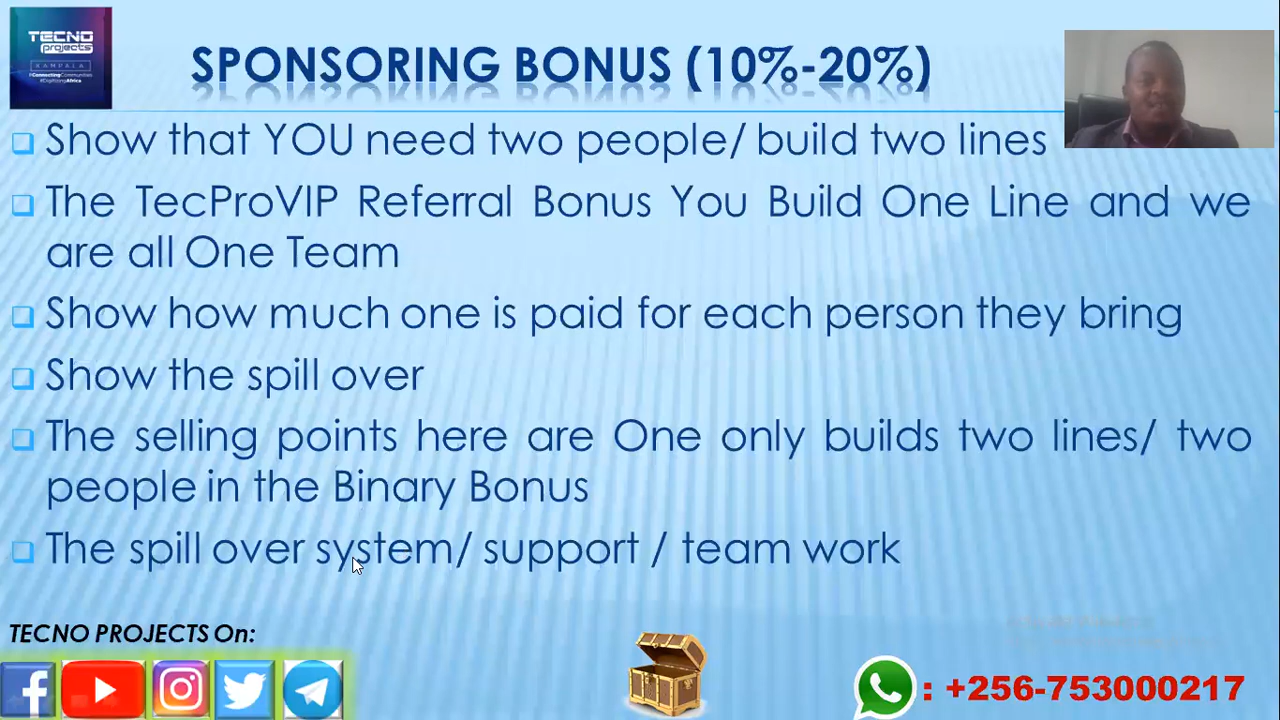 TECNO
projects
KAMPALA
SPONSORING BONUS (10%-20%)
Show that YOU need two people/ build two lines
The TecProVIP Referral Bonus You Build One Line and we
are all One Team
Show how much one is paid for each person they bring
Show the spill over
The selling points here are One only builds two lines/ two
people in the Binary Bonus
The spill over system/ support / team work
TECNO PROJECTS On:
: +256-753000217